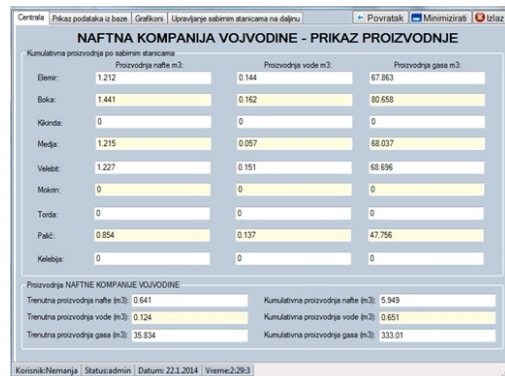 Centrala Prikaz podataka iz baze Grafikoni Upravljanje sabirnim stanicama na daljinu Povratak Minimizirati Izlaz
NAFTNA KOMPANIJA VOJVODINE - PRIKAZ PROIZVODNJE
Kumulativna proizvodnja po sabirnim stanicama
Proizvodnja nafte m3: Proizvodnja vode m3: Proizvodnja gasa m3:
Elemir: 1.212 0.144 67.863
Boka: 1.441 0.162 80.658
Kikinda: 0 0 0
Medja: 1.215 0.057 68.037
Velebit: 1.227 0.151 68.696
Mokrin: 0 0 0
Torda: 0 0 0
Palić: 0.854 0.137 47.756
Kelebija: 0 0 0
Proizvodnja NAFTNE KOMPANIJE VOJVODINE
Trenutna proizvodnja nafte (m3): 0.641 Kumulativna proizvodnja nafte (m3): 5.949
Trenutna proizvodnja vode (m3): 0.124 Kumulativna proizvodnja vode (m3): 0.651
Trenutna proizvodnja gasa (m3): 35.834 Kumulativna proizvodnja gasa (m3): 333.01
Korisnik:Nemanja Status:admin Datum: 22.1.2014 Vreme:2:29:3